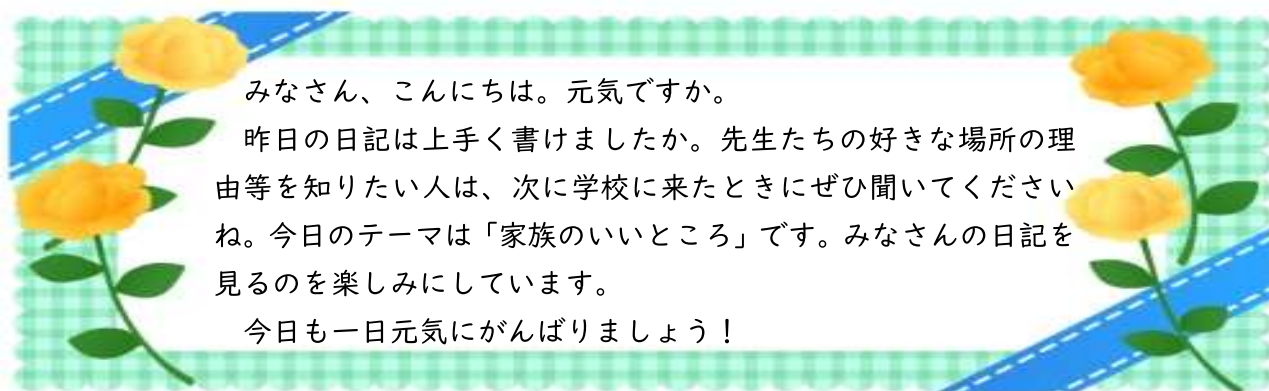 みなさん、こんにちは。元気ですか。
昨日の日記は上手く書けましたか。先生たちの好きな場所の理
由等を知りたい人は、次に学校に来たときにぜひ聞いてください
ね。今日のテーマは「家族のいいところ」です。みなさんの日記を
見るのを楽しみにしています。
今日も一日元気にがんばりましょう！